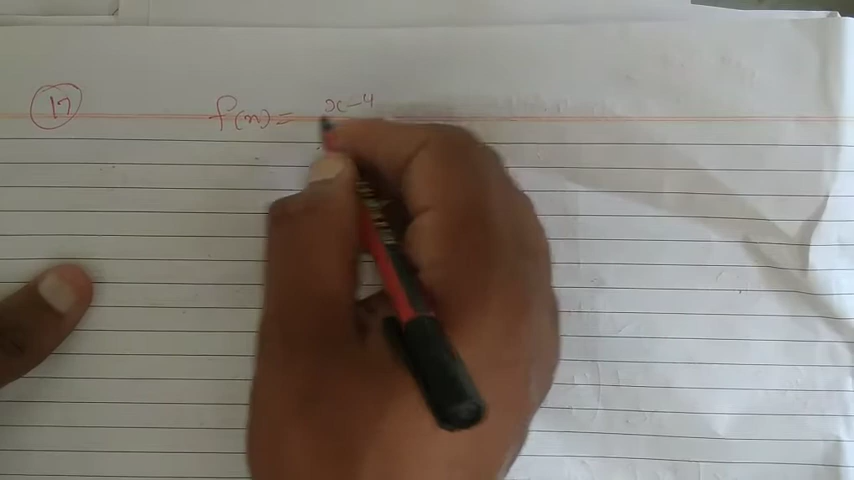 17 f(x) = x-4